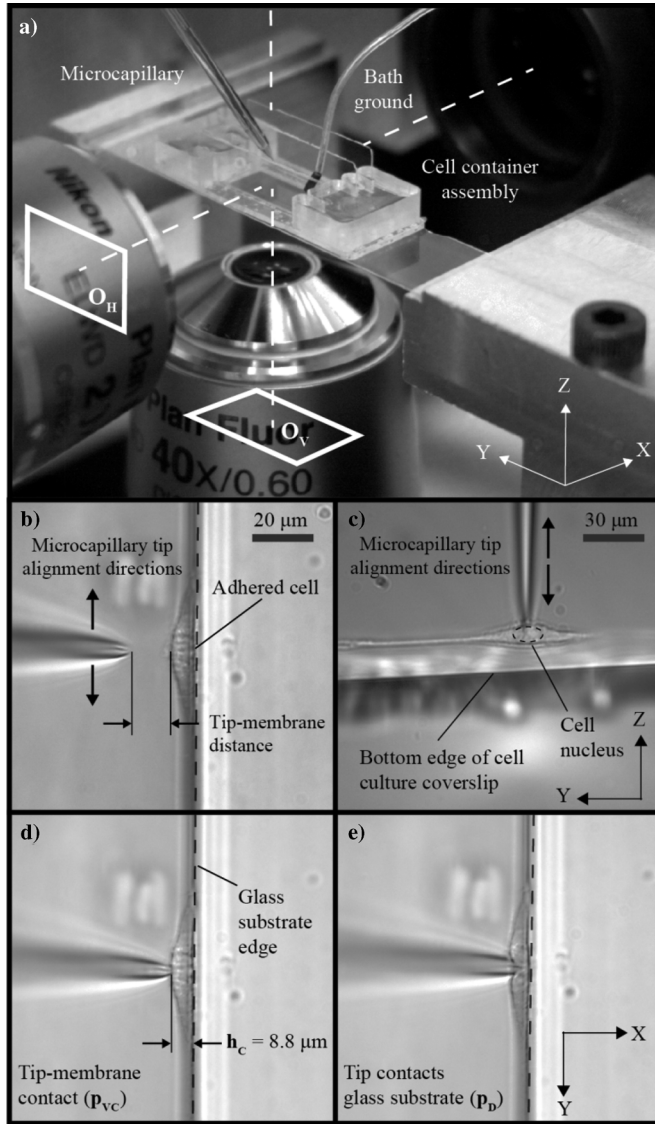 a)
Microcapillary
Bath
ground
Cell container
assembly
Nikon
Plan
O_H
ELWD
Plan Fluor
40X/0.60
O_V
Z
Y
X
b)
20 μm
Microcapillary tip
alignment directions
Adhered cell
Tip-membrane
distance
c)
30 μm
Microcapillary tip
alignment directions
Cell
nucleus
Bottom edge of cell
culture coverslip
Z
Y
d)
Glass
substrate
edge
h_C = 8.8 μm
Tip-membrane
contact (p_VC)
e)
X
Tip contacts
glass substrate (p_D)
Y